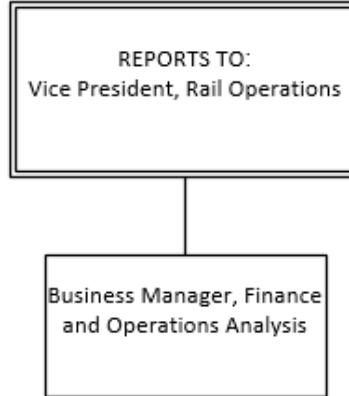 REPORTS TO:
Vice President, Rail Operations
Business Manager, Finance
and Operations Analysis